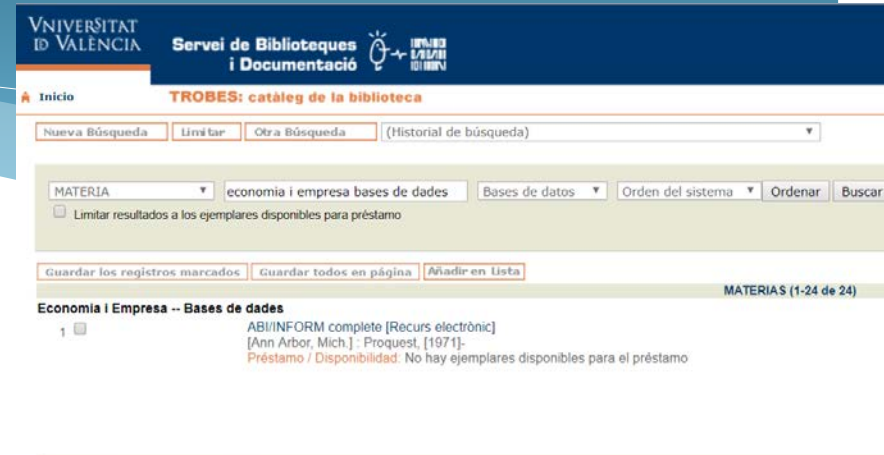 VNIVERSITAT
ID VALÈNCIA
Servei de Biblioteques
i Documentació
Inicio
TROBES: catàleg de la biblioteca
Nueva Búsqueda Limitar Otra Búsqueda (Historial de búsqueda)
MATERIA economia i empresa bases de dades Bases de datos Orden del sistema Ordenar Buscar
Limitar resultados a los ejemplares disponibles para préstamo
Guardar los registros marcados Guardar todos en página Añadir en Lista
MATERIAS (1-24 de 24)
Economia i Empresa -- Bases de dades
1 ABI/INFORM complete [Recurs electrònic]
[Ann Arbor, Mich.] : Proquest, [1971]-
Préstamo / Disponibilidad: No hay ejemplares disponibles para el préstamo